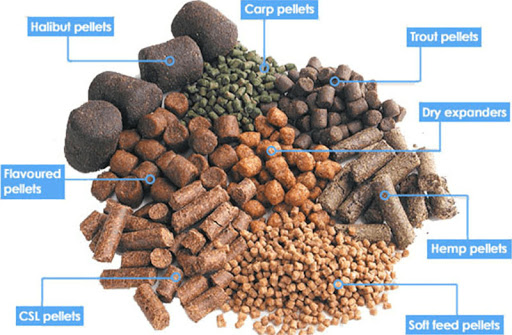 Carp pellets
Halibut pellets
Trout pellets
Dry expanders
Flavoured
pellets
Hemp pellets
CSL pellets
Soft feed pellets